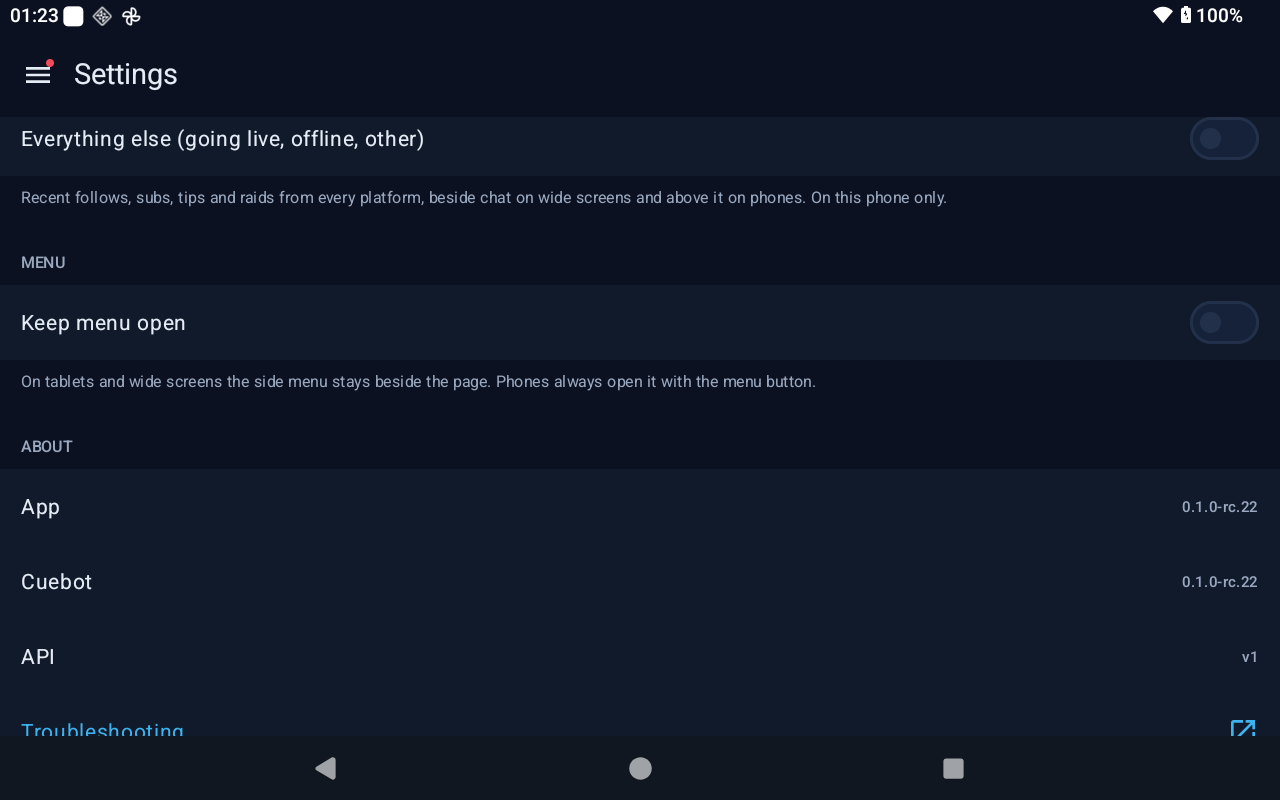 01:23
100%
Settings
Everything else (going live, offline, other)
Recent follows, subs, tips and raids from every platform, beside chat on wide screens and above it on phones. On this phone only.
MENU
Keep menu open
On tablets and wide screens the side menu stays beside the page. Phones always open it with the menu button.
ABOUT
App
0.1.0-rc.22
Cuebot
0.1.0-rc.22
API
v1
Troubleshooting